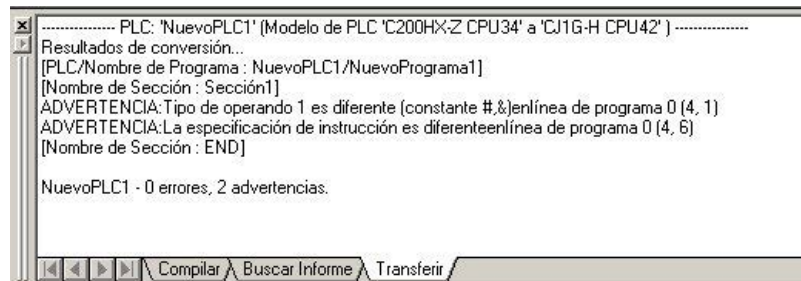 ---------------- PLC: 'NuevoPLC1' (Modelo de PLC 'C200HX-Z CPU34' a 'CJ1G-H CPU42' ) ----------------
Resultados de conversión...
[PLC/Nombre de Programa : NuevoPLC1/NuevoPrograma1]
[Nombre de Sección : Sección1]
ADVERTENCIA:Tipo de operando 1 es diferente (constante #,&)enlínea de programa 0 (4, 1)
ADVERTENCIA:La especificación de instrucción es diferenteenlínea de programa 0 (4, 6)
[Nombre de Sección : END]
NuevoPLC1 - 0 errores, 2 advertencias.
Compilar Buscar Informe Transferir